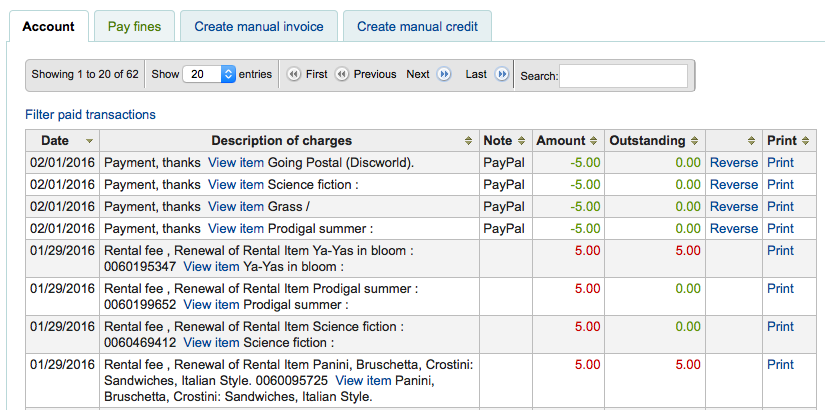 Account Pay fines Create manual invoice Create manual credit
Showing 1 to 20 of 62 Show 20 entries First Previous Next Last Search:
Filter paid transactions
Date Description of charges Note Amount Outstanding Print
02/01/2016 Payment, thanks View item Going Postal (Discworld). PayPal -5.00 0.00 Reverse Print
02/01/2016 Payment, thanks View item Science fiction : PayPal -5.00 0.00 Reverse Print
02/01/2016 Payment, thanks View item Grass / PayPal -5.00 0.00 Reverse Print
02/01/2016 Payment, thanks View item Prodigal summer : PayPal -5.00 0.00 Reverse Print
01/29/2016 Rental fee , Renewal of Rental Item Ya-Yas in bloom : 5.00 5.00 Print
0060195347 View item Ya-Yas in bloom :
01/29/2016 Rental fee , Renewal of Rental Item Prodigal summer : 5.00 0.00 Print
0060199652 View item Prodigal summer :
01/29/2016 Rental fee , Renewal of Rental Item Science fiction : 5.00 0.00 Print
0060469412 View item Science fiction :
01/29/2016 Rental fee , Renewal of Rental Item Panini, Bruschetta, Crostini: 5.00 5.00 Print
Sandwiches, Italian Style. 0060095725 View item Panini,
Bruschetta, Crostini: Sandwiches, Italian Style.